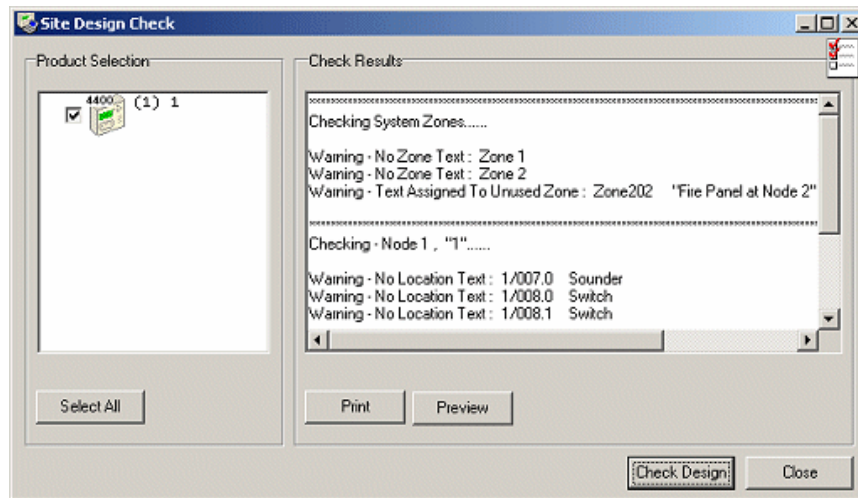 Site Design Check
Product Selection
4400 (1) 1
Select All
Check Results
************************************************************
Checking System Zones......
Warning - No Zone Text : Zone 1
Warning - No Zone Text : Zone 2
Warning - Text Assigned To Unused Zone : Zone202 "Fire Panel at Node 2"
************************************************************
Checking - Node 1 , "1"......
Warning - No Location Text : 1/007.0 Sounder
Warning - No Location Text : 1/008.0 Switch
Warning - No Location Text : 1/008.1 Switch
Print
Preview
Check Design
Close